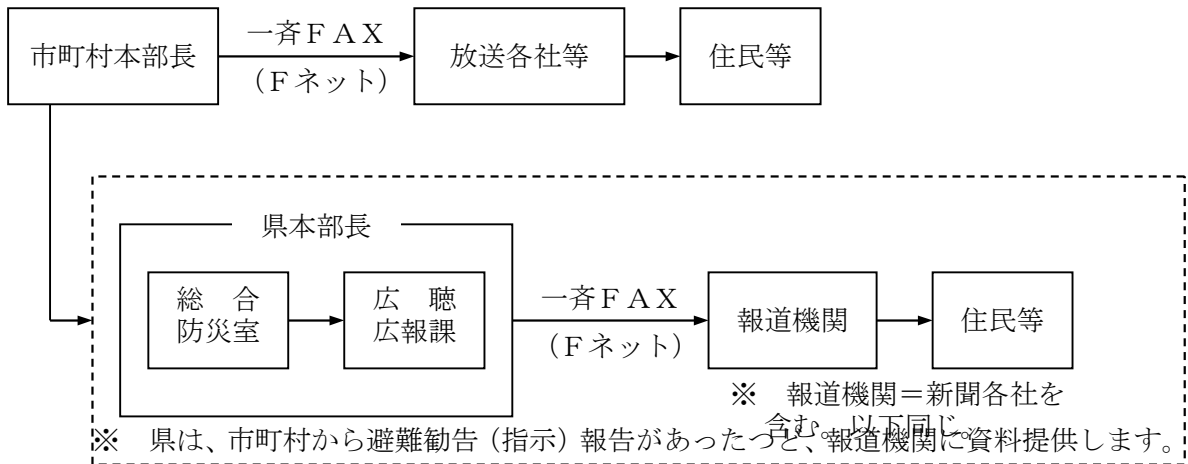 市町村本部長
一斉ＦＡＸ
（Ｆネット）
放送各社等
住民等
県本部長
総　合
防災室
広　聴
広報課
一斉ＦＡＸ
（Ｆネット）
報道機関
住民等
※　報道機関＝新聞各社を
含む。以下同じ。
※　県は、市町村から避難勧告（指示）報告があったつど、報道機関に資料提供します。